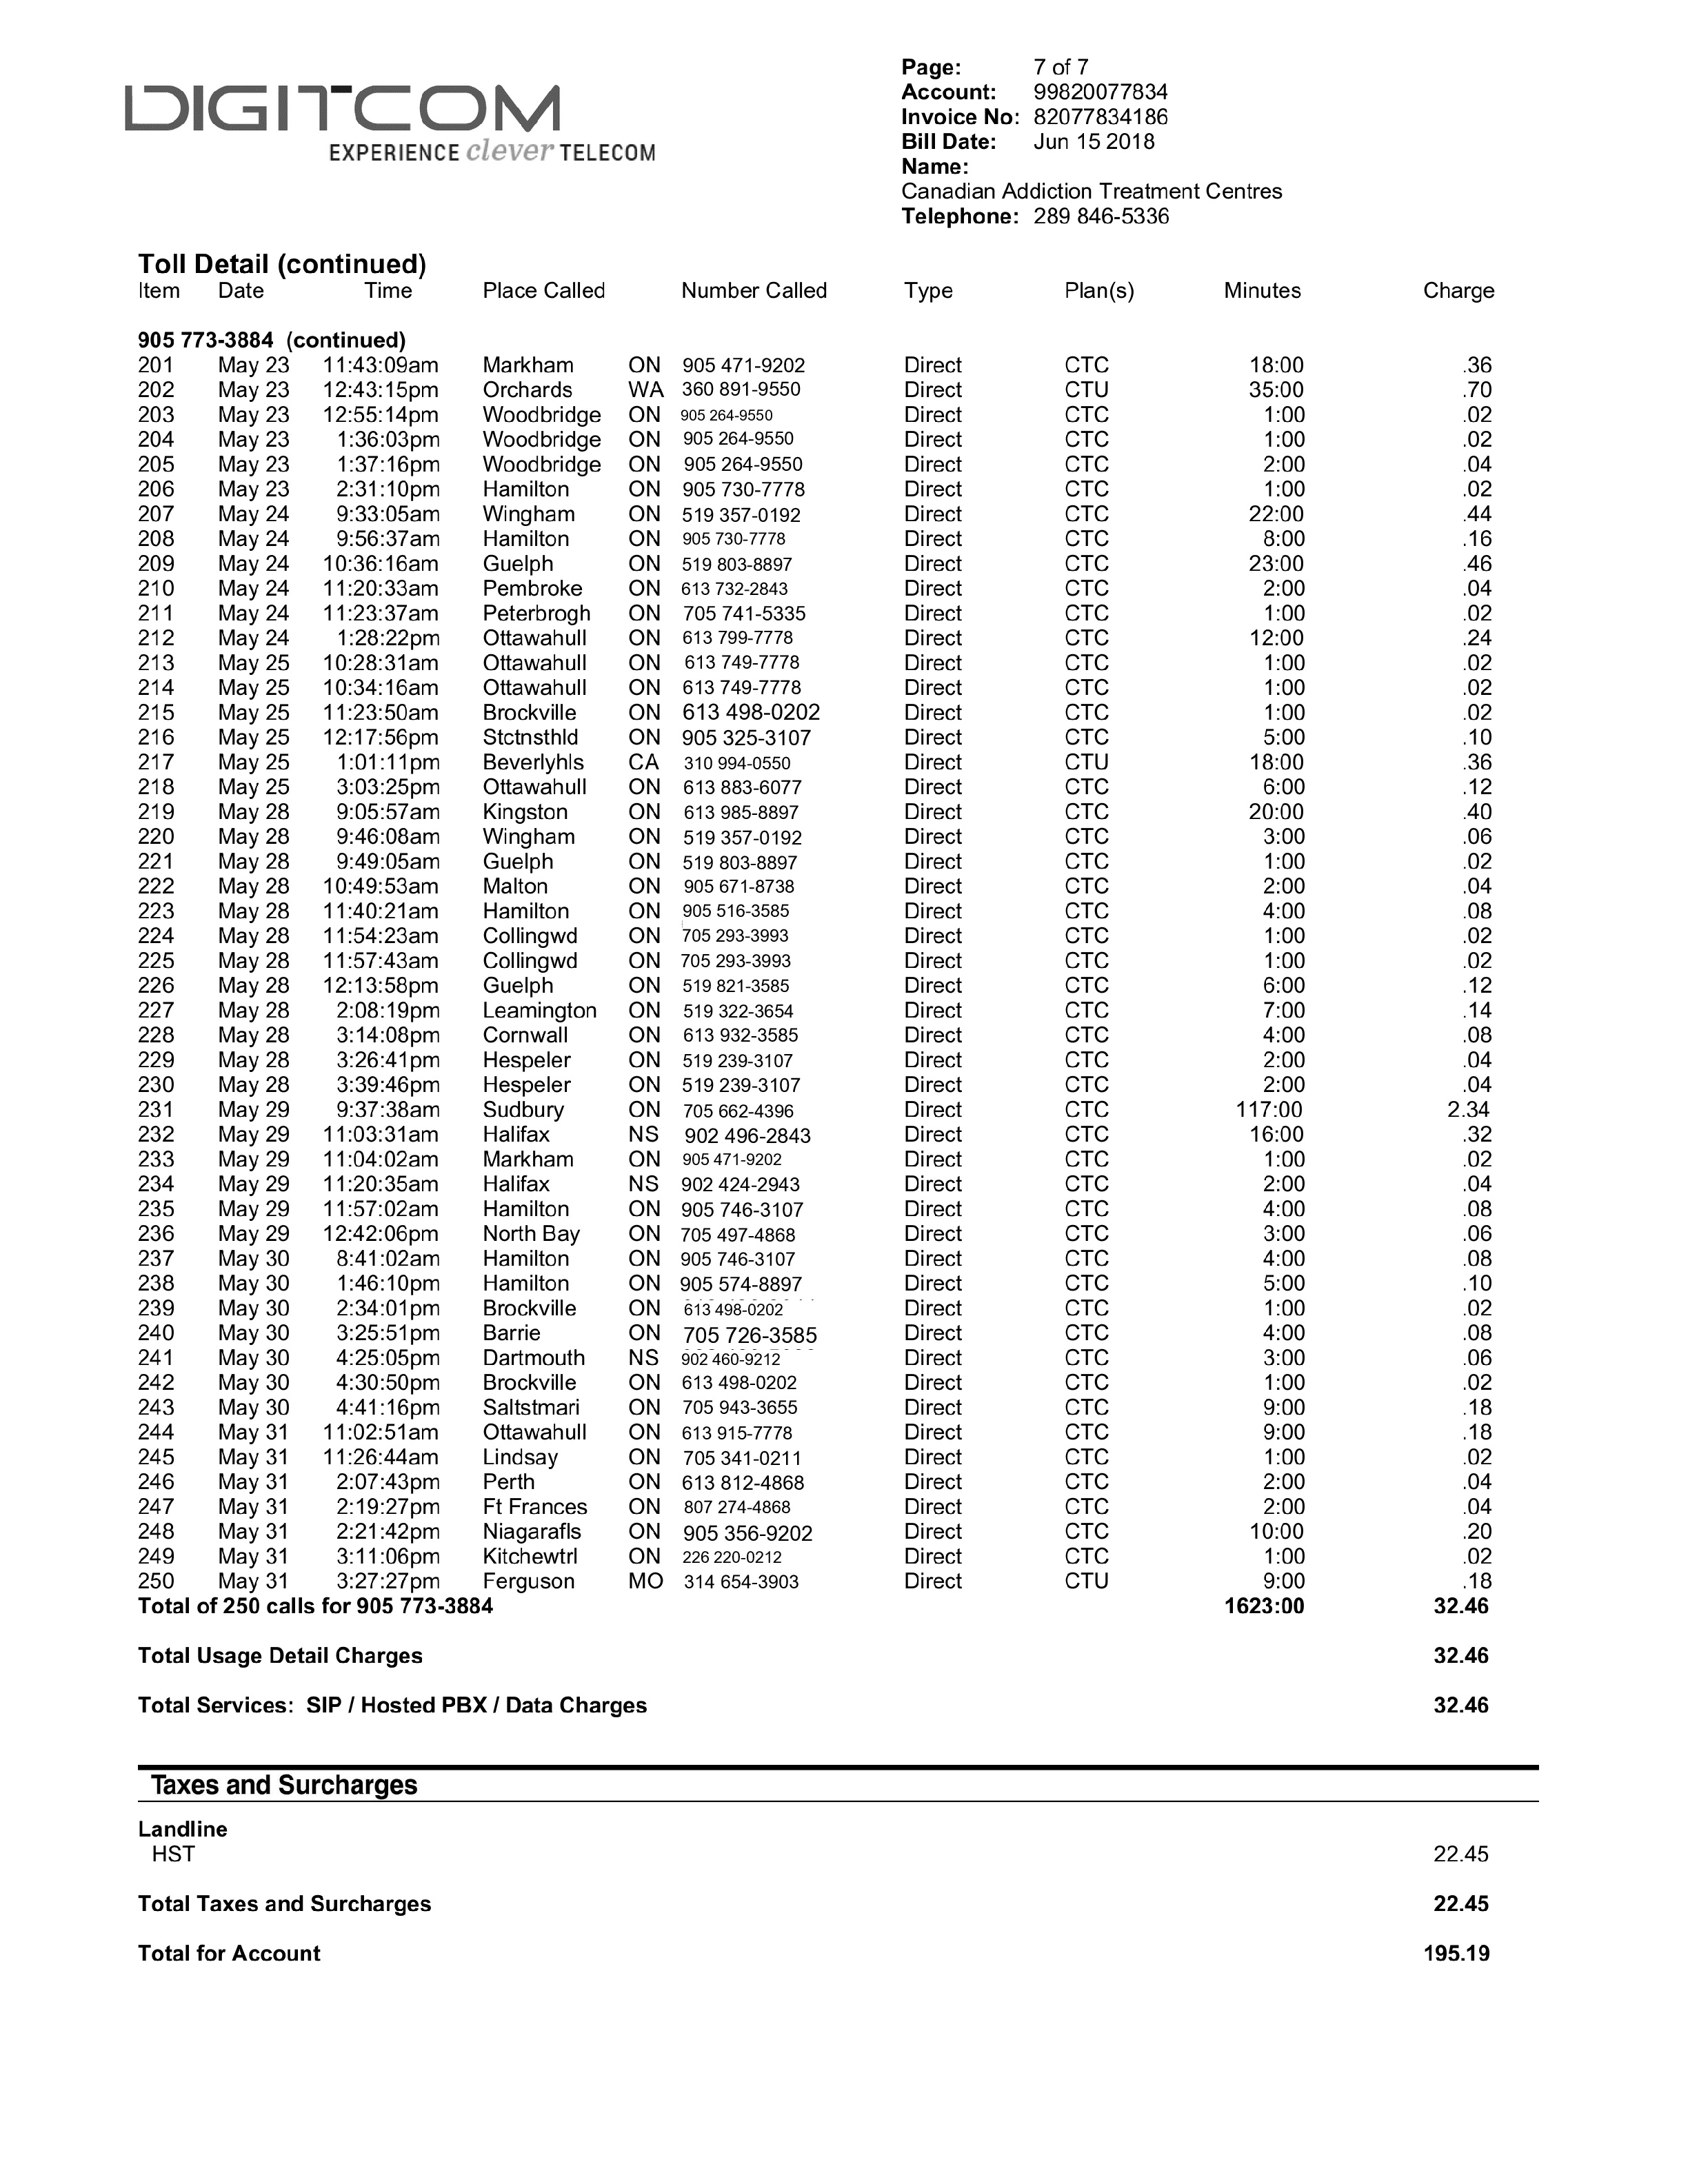 DIGITCOM
EXPERIENCE clever TELECOM
Page: 7 of 7
Account: 99820077834
Invoice No: 82077834186
Bill Date: Jun 15 2018
Name:
Canadian Addiction Treatment Centres
Telephone: 289 846-5336
Toll Detail (continued)
Item Date Time Place Called Number Called Type Plan(s) Minutes Charge
905 773-3884 (continued)
201 May 23 11:43:09am Markham ON 905 471-9202 Direct CTC 18:00 .36
202 May 23 12:43:15pm Orchards WA 360 891-9550 Direct CTU 35:00 .70
203 May 23 12:55:14pm Woodbridge ON 905 264-9550 Direct CTC 1:00 .02
204 May 23 1:36:03pm Woodbridge ON 905 264-9550 Direct CTC 1:00 .02
205 May 23 1:37:16pm Woodbridge ON 905 264-9550 Direct CTC 2:00 .04
206 May 23 2:31:10pm Hamilton ON 905 730-7778 Direct CTC 1:00 .02
207 May 24 9:33:05am Wingham ON 519 357-0192 Direct CTC 22:00 .44
208 May 24 9:56:37am Hamilton ON 905 730-7778 Direct CTC 8:00 .16
209 May 24 10:36:16am Guelph ON 519 803-8897 Direct CTC 23:00 .46
210 May 24 11:20:33am Pembroke ON 613 732-2843 Direct CTC 2:00 .04
211 May 24 11:23:37am Peterbrogh ON 705 741-5335 Direct CTC 1:00 .02
212 May 24 1:28:22pm Ottawahull ON 613 799-7778 Direct CTC 12:00 .24
213 May 25 10:28:31am Ottawahull ON 613 749-7778 Direct CTC 1:00 .02
214 May 25 10:34:16am Ottawahull ON 613 749-7778 Direct CTC 1:00 .02
215 May 25 11:23:50am Brockville ON 613 498-0202 Direct CTC 1:00 .02
216 May 25 12:17:56pm Stctnsthld ON 905 325-3107 Direct CTC 5:00 .10
217 May 25 1:01:11pm Beverlyhls CA 310 994-0550 Direct CTU 18:00 .36
218 May 25 3:03:25pm Ottawahull ON 613 883-6077 Direct CTC 6:00 .12
219 May 28 9:05:57am Kingston ON 613 985-8897 Direct CTC 20:00 .40
220 May 28 9:46:08am Wingham ON 519 357-0192 Direct CTC 3:00 .06
221 May 28 9:49:05am Guelph ON 519 803-8897 Direct CTC 1:00 .02
222 May 28 10:49:53am Malton ON 905 671-8738 Direct CTC 2:00 .04
223 May 28 11:40:21am Hamilton ON 905 516-3585 Direct CTC 4:00 .08
224 May 28 11:54:23am Collingwd ON 705 293-3993 Direct CTC 1:00 .02
225 May 28 11:57:43am Collingwd ON 705 293-3993 Direct CTC 1:00 .02
226 May 28 12:13:58pm Guelph ON 519 821-3585 Direct CTC 6:00 .12
227 May 28 2:08:19pm Leamington ON 519 322-3654 Direct CTC 7:00 .14
228 May 28 3:14:08pm Cornwall ON 613 932-3585 Direct CTC 4:00 .08
229 May 28 3:26:41pm Hespeler ON 519 239-3107 Direct CTC 2:00 .04
230 May 28 3:39:46pm Hespeler ON 519 239-3107 Direct CTC 2:00 .04
231 May 29 9:37:38am Sudbury ON 705 662-4396 Direct CTC 117:00 2.34
232 May 29 11:03:31am Halifax NS 902 496-2843 Direct CTC 16:00 .32
233 May 29 11:04:02am Markham ON 905 471-9202 Direct CTC 1:00 .02
234 May 29 11:20:35am Halifax NS 902 424-2943 Direct CTC 2:00 .04
235 May 29 11:57:02am Hamilton ON 905 746-3107 Direct CTC 4:00 .08
236 May 29 12:42:06pm North Bay ON 705 497-4868 Direct CTC 3:00 .06
237 May 30 8:41:02am Hamilton ON 905 746-3107 Direct CTC 4:00 .08
238 May 30 1:46:10pm Hamilton ON 905 574-8897 Direct CTC 5:00 .10
239 May 30 2:34:01pm Brockville ON 613 498-0202 Direct CTC 1:00 .02
240 May 30 3:25:51pm Barrie ON 705 726-3585 Direct CTC 4:00 .08
241 May 30 4:25:05pm Dartmouth NS 902 460-9212 Direct CTC 3:00 .06
242 May 30 4:30:50pm Brockville ON 613 498-0202 Direct CTC 1:00 .02
243 May 30 4:41:16pm Saltstmari ON 705 943-3655 Direct CTC 9:00 .18
244 May 31 11:02:51am Ottawahull ON 613 915-7778 Direct CTC 9:00 .18
245 May 31 11:26:44am Lindsay ON 705 341-0211 Direct CTC 1:00 .02
246 May 31 2:07:43pm Perth ON 613 812-4868 Direct CTC 2:00 .04
247 May 31 2:19:27pm Ft Frances ON 807 274-4868 Direct CTC 2:00 .04
248 May 31 2:21:42pm Niagarafls ON 905 356-9202 Direct CTC 10:00 .20
249 May 31 3:11:06pm Kitchewtrl ON 226 220-0212 Direct CTC 1:00 .02
250 May 31 3:27:27pm Ferguson MO 314 654-3903 Direct CTU 9:00 .18
Total of 250 calls for 905 773-3884 1623:00 32.46
Total Usage Detail Charges 32.46
Total Services: SIP / Hosted PBX / Data Charges 32.46
Taxes and Surcharges
Landline
HST 22.45
Total Taxes and Surcharges 22.45
Total for Account 195.19